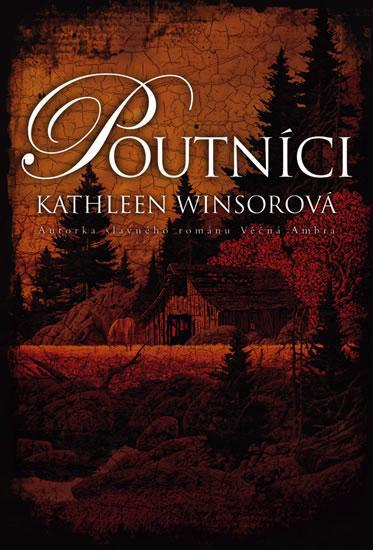 Poutníci
KATHLEEN WINSOROVÁ
Autorka slavného románu Věčná Ambra